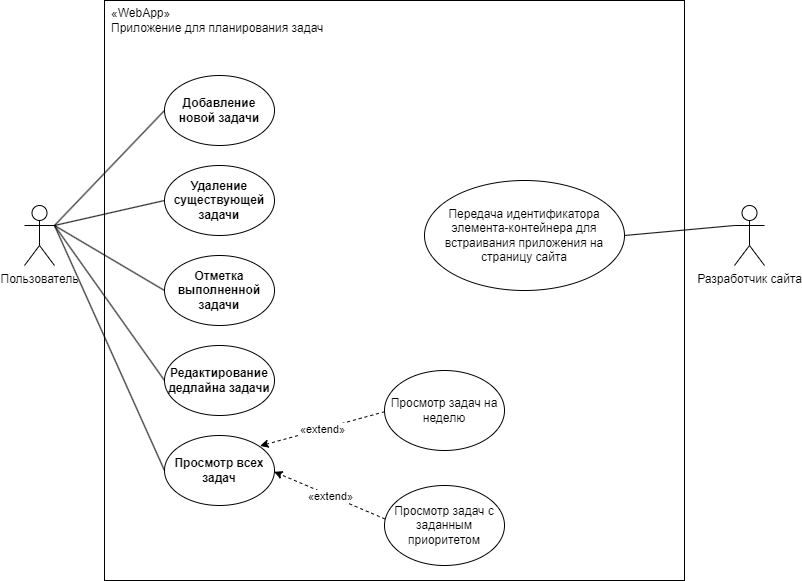 «WebApp»
Приложение для планирования задач
Добавление
новой задачи
Удаление
существующей
задачи
Отметка
выполненной
задачи
Редактирование
дедлайна задачи
Просмотр всех
задач
Пользователь
Передача идентификатора
элемента-контейнера для
встраивания приложения на
страницу сайта
Разработчик сайта
«extend»
Просмотр задач на
неделю
«extend»
Просмотр задач с
заданным
приоритетом